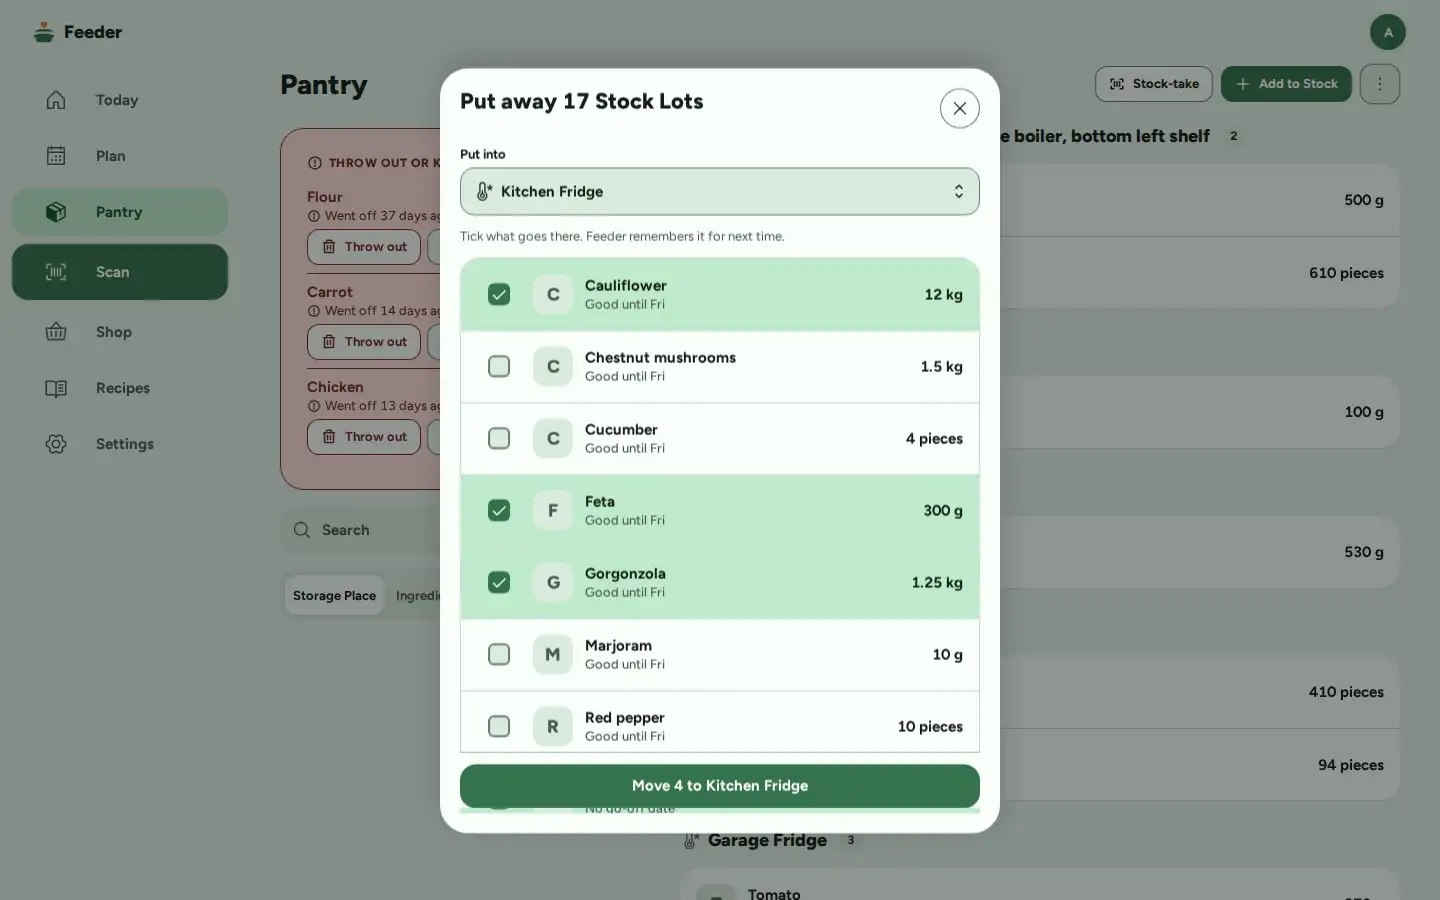 Feeder
A
Today
Plan
Pantry
Scan
Shop
Recipes
Settings
Pantry
Stock-take
Add to Stock
THROW OUT OR K
Flour
Went off 37 days ag
Throw out
Carrot
Went off 14 days ag
Throw out
Chicken
Went off 13 days ag
Throw out
Search
Storage Place
Ingredie
Put away 17 Stock Lots
Put into
Kitchen Fridge
Tick what goes there. Feeder remembers it for next time.
C
Cauliflower
Good until Fri
12 kg
C
Chestnut mushrooms
Good until Fri
1.5 kg
C
Cucumber
Good until Fri
4 pieces
F
Feta
Good until Fri
300 g
G
Gorgonzola
Good until Fri
1.25 kg
M
Marjoram
Good until Fri
10 g
R
Red pepper
Good until Fri
10 pieces
Move 4 to Kitchen Fridge
No go-off date
e boiler, bottom left shelf
2
500 g
610 pieces
100 g
530 g
410 pieces
94 pieces
Garage Fridge
3
Tomato